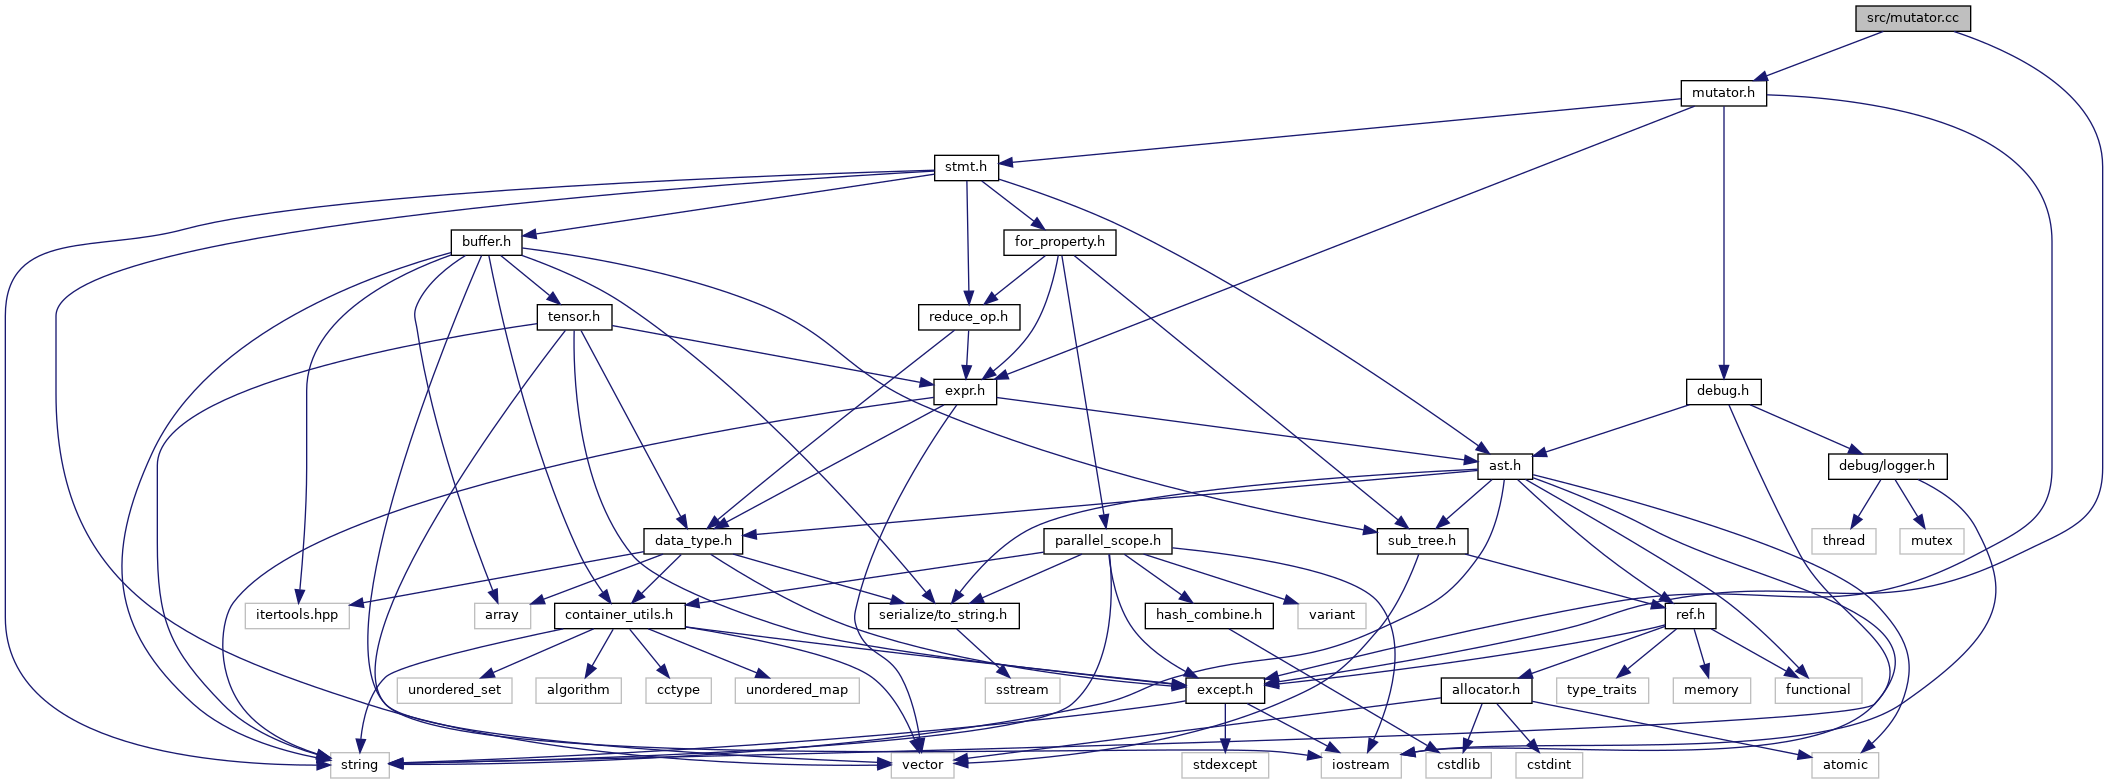 src/mutator.cc
mutator.h
stmt.h
buffer.h
for_property.h
tensor.h
reduce_op.h
expr.h
debug.h
ast.h
debug/logger.h
data_type.h
parallel_scope.h
sub_tree.h
thread
mutex
itertools.hpp
array
container_utils.h
serialize/to_string.h
hash_combine.h
variant
ref.h
unordered_set
algorithm
cctype
unordered_map
sstream
except.h
allocator.h
type_traits
memory
functional
string
vector
stdexcept
iostream
cstdlib
cstdint
atomic